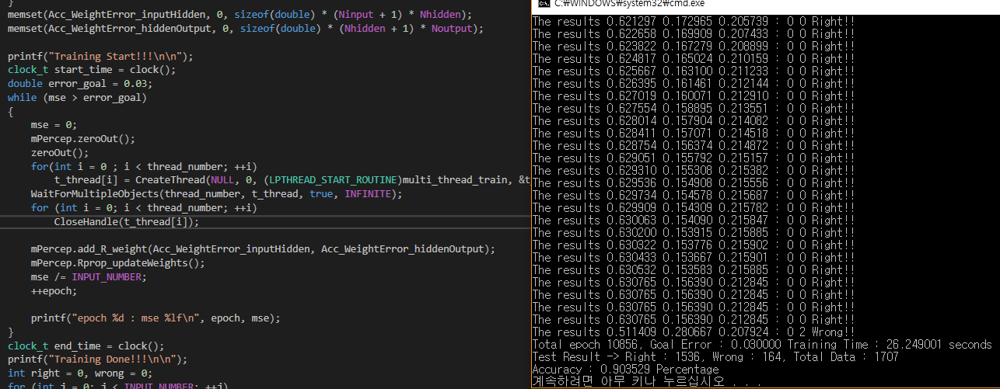 }
memset(Acc_WeightError_inputHidden, 0, sizeof(double) * (Ninput + 1) * Nhidden);
memset(Acc_WeightError_hiddenOutput, 0, sizeof(double) * (Nhidden + 1) * Noutput);
printf("Training Start!!!\n\n");
clock_t start_time = clock();
double error_goal = 0.03;
while (mse > error_goal)
{
mse = 0;
mPercep.zeroOut();
zeroOut();
for(int i = 0 ; i < thread_number; ++i)
t_thread[i] = CreateThread(NULL, 0, (LPTHREAD_START_ROUTINE)multi_thread_train, &t
WaitForMultipleObjects(thread_number, t_thread, true, INFINITE);
for (int i = 0; i < thread_number; ++i)
CloseHandle(t_thread[i]);
mPercep.add_R_weight(Acc_WeightError_inputHidden, Acc_WeightError_hiddenOutput);
mPercep.Rprop_updateWeights();
mse /= INPUT_NUMBER;
++epoch;
printf("epoch %d : mse %lf\n", epoch, mse);
}
clock_t end_time = clock();
printf("Training Done!!!\n\n");
int right = 0, wrong = 0;
for (int i = 0; i < INPUT_NUMBER; ++i)
C:₩WINDOWS₩system32₩cmd.exe
The results 0.621297 0.172965 0.205739 : 0 0 Right!!
The results 0.622658 0.169909 0.207433 : 0 0 Right!!
The results 0.623822 0.167279 0.208899 : 0 0 Right!!
The results 0.624817 0.165024 0.210159 : 0 0 Right!!
The results 0.625667 0.163100 0.211233 : 0 0 Right!!
The results 0.626395 0.161461 0.212144 : 0 0 Right!!
The results 0.627019 0.160071 0.212910 : 0 0 Right!!
The results 0.627554 0.158895 0.213551 : 0 0 Right!!
The results 0.628014 0.157904 0.214082 : 0 0 Right!!
The results 0.628411 0.157071 0.214518 : 0 0 Right!!
The results 0.628754 0.156374 0.214872 : 0 0 Right!!
The results 0.629051 0.155792 0.215157 : 0 0 Right!!
The results 0.629310 0.155308 0.215382 : 0 0 Right!!
The results 0.629536 0.154908 0.215556 : 0 0 Right!!
The results 0.629734 0.154578 0.215687 : 0 0 Right!!
The results 0.629909 0.154309 0.215782 : 0 0 Right!!
The results 0.630063 0.154090 0.215847 : 0 0 Right!!
The results 0.630200 0.153915 0.215885 : 0 0 Right!!
The results 0.630322 0.153776 0.215902 : 0 0 Right!!
The results 0.630433 0.153667 0.215901 : 0 0 Right!!
The results 0.630532 0.153583 0.215885 : 0 0 Right!!
The results 0.630765 0.156390 0.212845 : 0 0 Right!!
The results 0.630765 0.156390 0.212845 : 0 0 Right!!
The results 0.630765 0.156390 0.212845 : 0 0 Right!!
The results 0.630765 0.156390 0.212845 : 0 0 Right!!
The results 0.511409 0.280667 0.207924 : 0 2 Wrong!!
Total epoch 10856, Goal Error : 0.030000 Training Time : 26.249001 seconds
Test Result -> Right : 1536, Wrong : 164, Total Data : 1707
Accuracy : 0.903529 Percentage
계속하려면 아무 키나 누르십시오 . . .